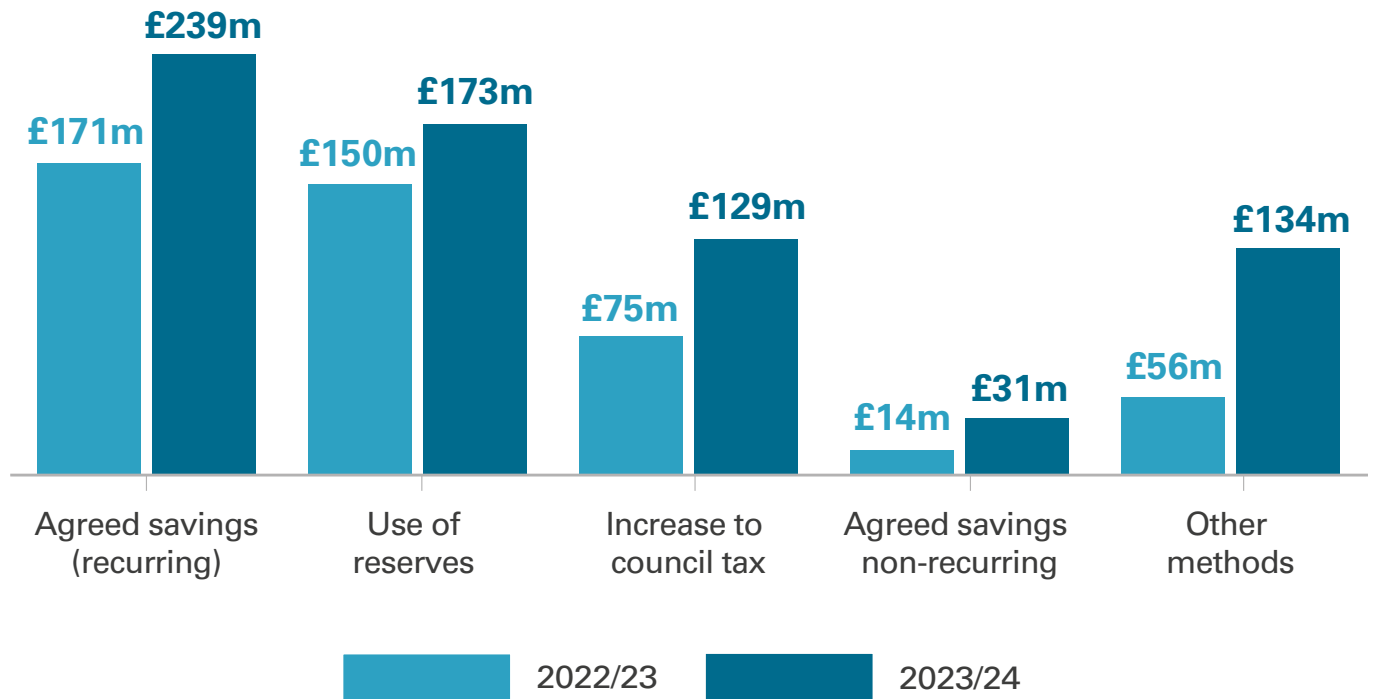 £239m
£171m
£173m
£150m
£129m
£75m
£31m
£14m
£134m
£56m
Agreed savings
(recurring)
Use of
reserves
Increase to
council tax
Agreed savings
non-recurring
Other
methods
2022/23
2023/24